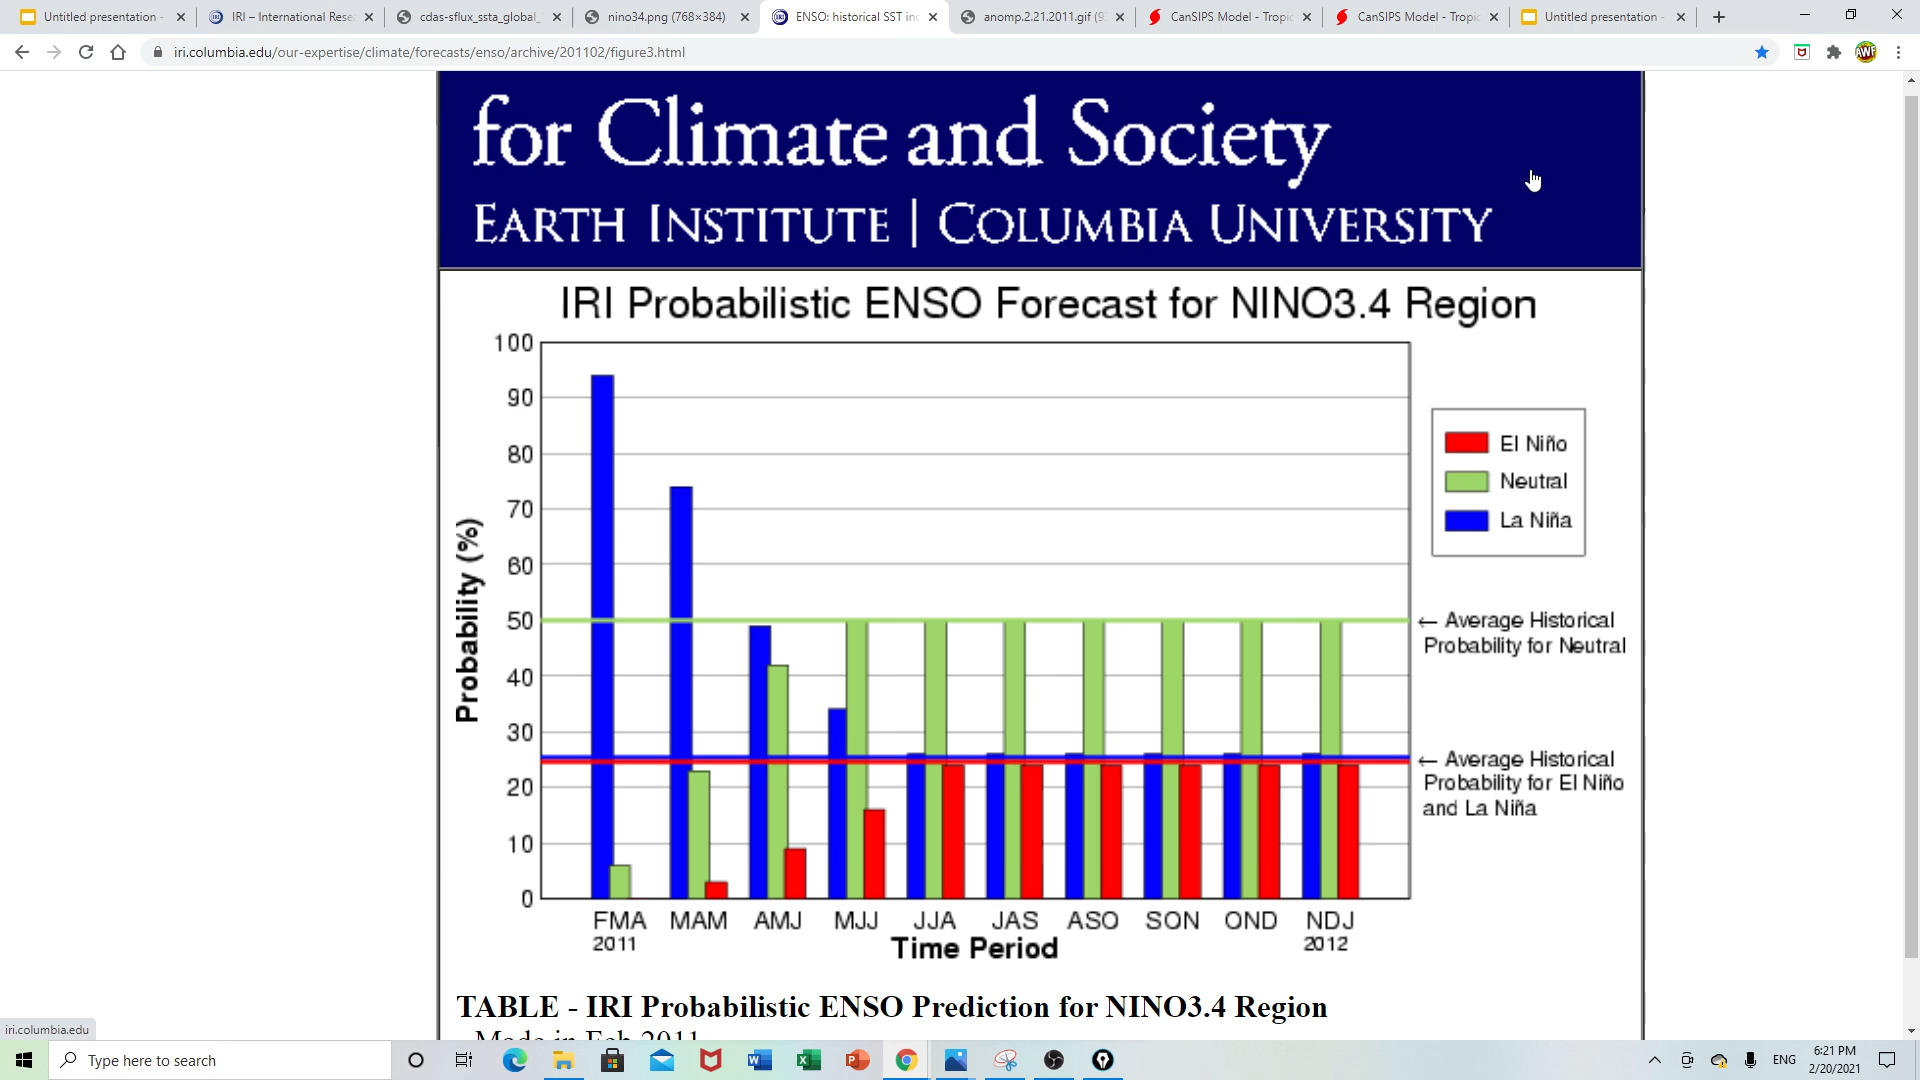 Untitled presentation -
IRI – International Rese
cdas-sflux_ssta_global_
nino34.png (768×384)
ENSO: historical SST in
anomp.2.21.2011.gif (9
CanSIPS Model - Tropic
CanSIPS Model - Tropic
Untitled presentation -
iri.columbia.edu/our-expertise/climate/forecasts/enso/archive/201102/figure3.html
AWF
for Climate and Society
EARTH INSTITUTE | COLUMBIA UNIVERSITY
IRI Probabilistic ENSO Forecast for NINO3.4 Region
100
90
80
70
60
50
40
30
20
10
0
Probability (%)
El Niño
Neutral
La Niña
← Average Historical
Probability for Neutral
← Average Historical
Probability for El Niño
and La Niña
FMA MAM AMJ MJJ JJA JAS ASO SON OND NDJ
2011 2012
Time Period
TABLE - IRI Probabilistic ENSO Prediction for NINO3.4 Region
Made in Feb 2011
iri.columbia.edu
Type here to search
ENG
6:21 PM
2/20/2021